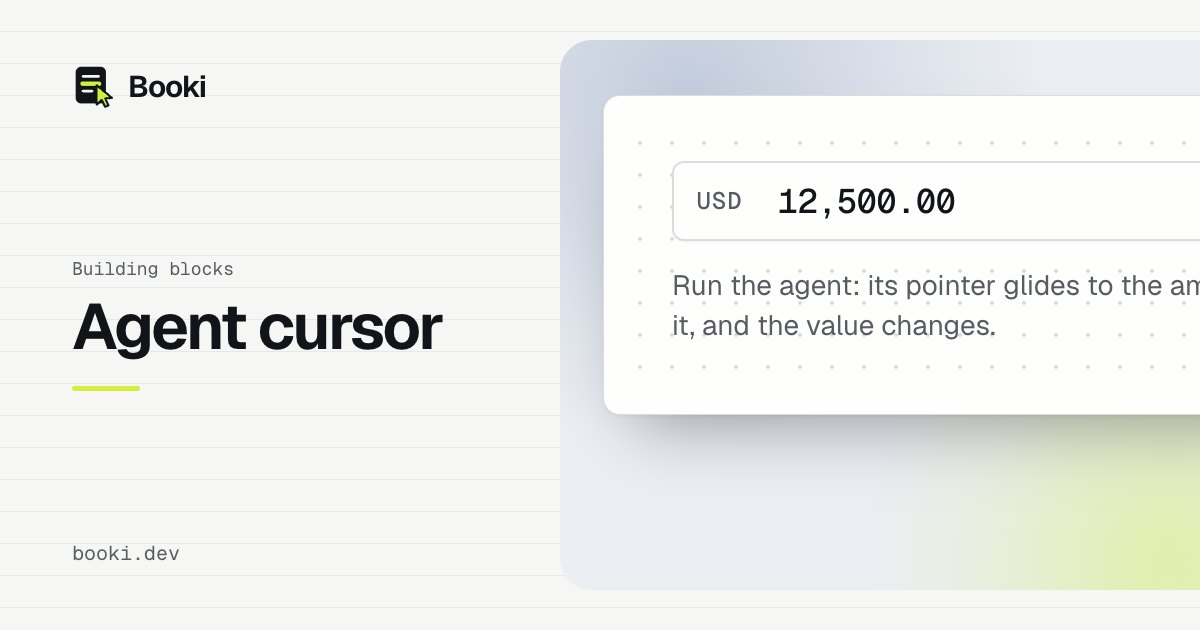 Booki
Building blocks
Agent cursor
booki.dev
USD 12,500.00
Run the agent: its pointer glides to the
it, and the value changes.